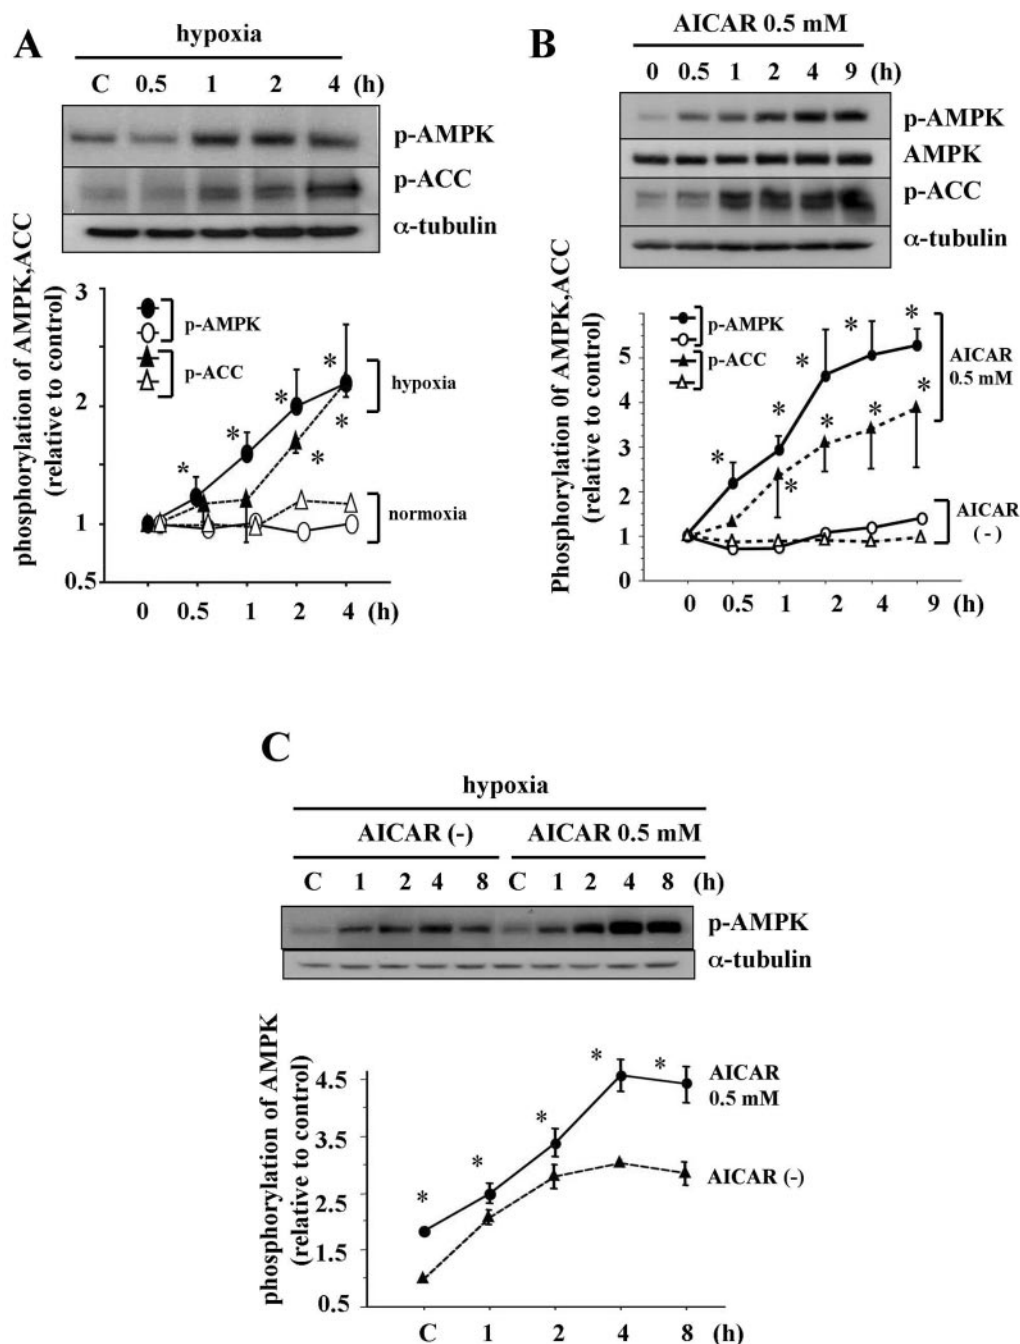 A
hypoxia
C 0.5 1 2 4 (h)
p-AMPK
p-ACC
α-tubulin
phosphorylation of AMPK,ACC
(relative to control)
3
2
1
0.5
p-AMPK
p-ACC
* * * * * *
hypoxia
normoxia
0 0.5 1 2 4 (h)
B
AICAR 0.5 mM
0 0.5 1 2 4 9 (h)
p-AMPK
AMPK
p-ACC
α-tubulin
Phosphorylation 0f AMPK,ACC
(relative to control)
5
4
3
2
1
0
p-AMPK
p-ACC
* * * * * * * * *
AICAR
0.5 mM
AICAR
(-)
0 0.5 1 2 4 9 (h)
C
hypoxia
AICAR (-) AICAR 0.5 mM
C 1 2 4 8 C 1 2 4 8 (h)
p-AMPK
α-tubulin
phosphorylation of AMPK
(relative to control)
4.5
3.5
2.5
1.5
0.5
* * * * *
AICAR
0.5 mM
AICAR (-)
C 1 2 4 8 (h)